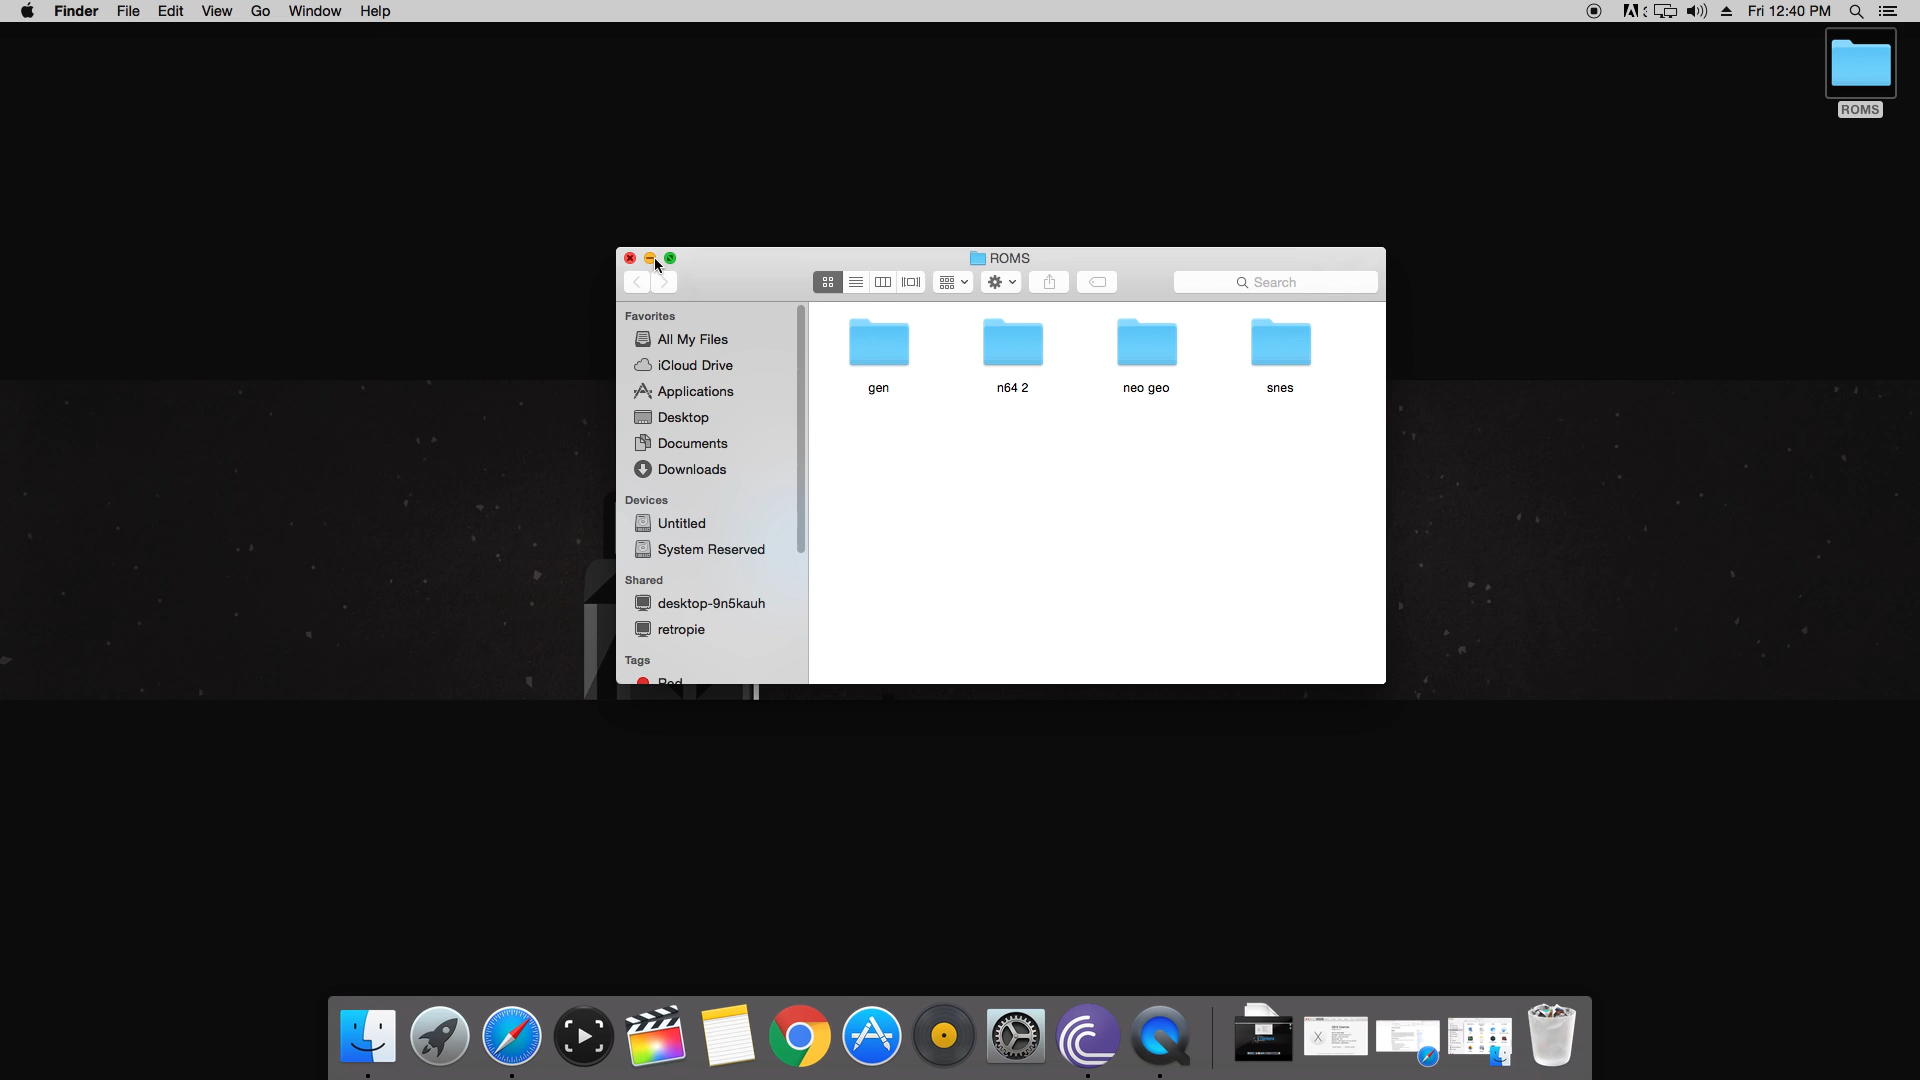 Finder File Edit View Go Window Help
Fri 12:40 PM
ROMS
ROMS
Search
Favorites
All My Files
iCloud Drive
Applications
Desktop
Documents
Downloads
Devices
Untitled
System Reserved
Shared
desktop-9n5kauh
retropie
Tags
Red
gen
n64 2
neo geo
snes